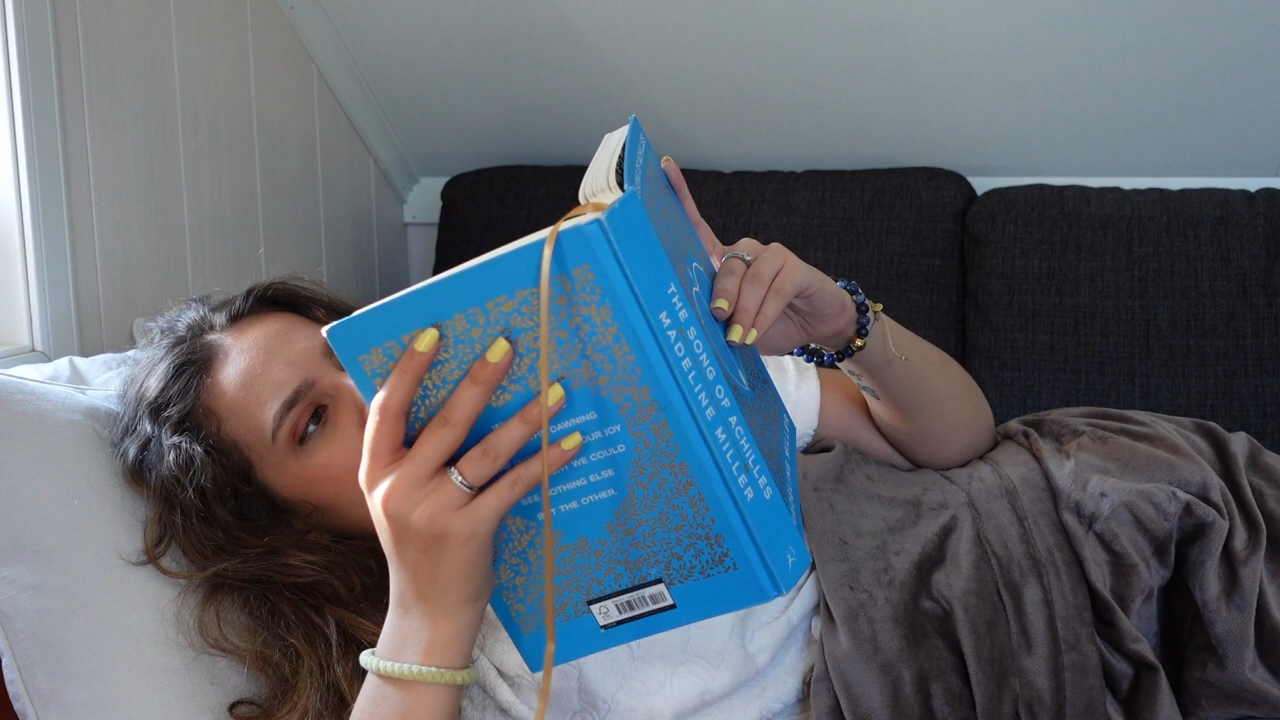 DAWNING
OUR JOY
WE COULD
SEE NOTHING ELSE
BUT THE OTHER.
THE SONG OF ACHILLES
MADELINE MILLER